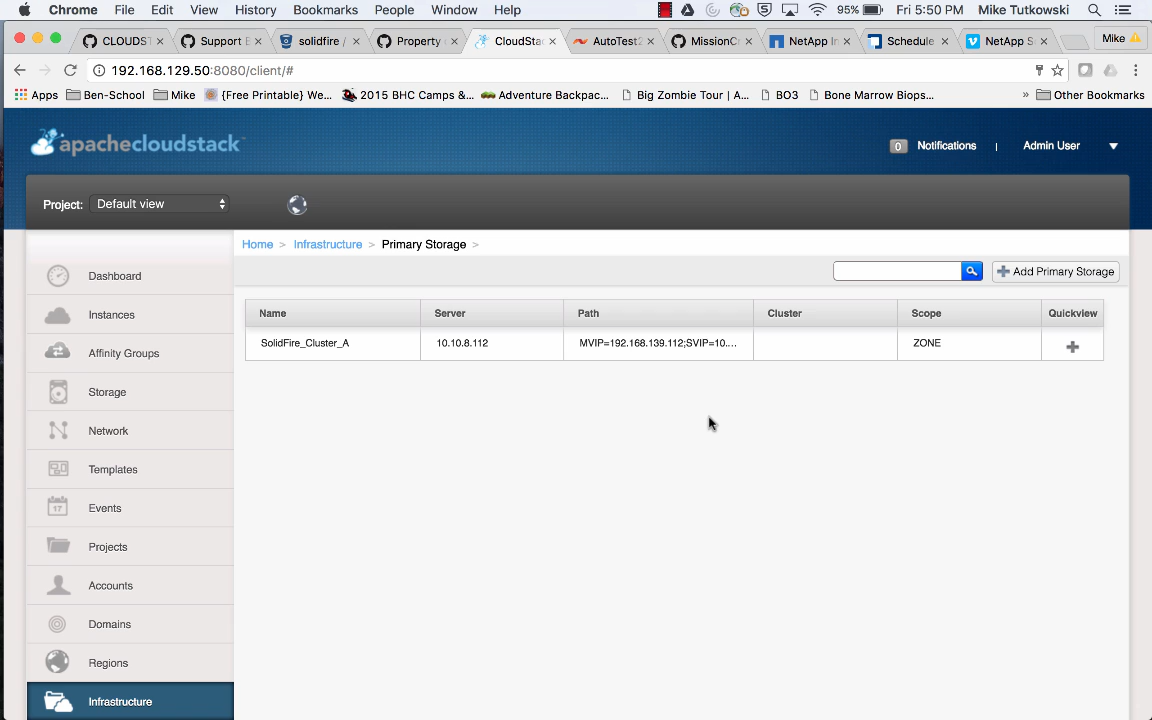 Chrome File Edit View History Bookmarks People Window Help 95% Fri 5:50 PM Mike Tutkowski
CLOUDST Support E solidfire / Property CloudStac AutoTest2 MissionCr NetApp In Schedule NetApp S Mike
192.168.129.50:8080/client/#
Apps Ben-School Mike {Free Printable} We... 2015 BHC Camps &... Adventure Backpac... Big Zombie Tour | A... BO3 Bone Marrow Biops... » Other Bookmarks
apachecloudstack
0 Notifications | Admin User
Project: Default view
Home > Infrastructure > Primary Storage >
Add Primary Storage
Name Server Path Cluster Scope Quickview
SolidFire_Cluster_A 10.10.8.112 MVIP=192.168.139.112;SVIP=10.... ZONE
Dashboard
Instances
Affinity Groups
Storage
Network
Templates
17 Events
Projects
Accounts
Domains
Regions
Infrastructure